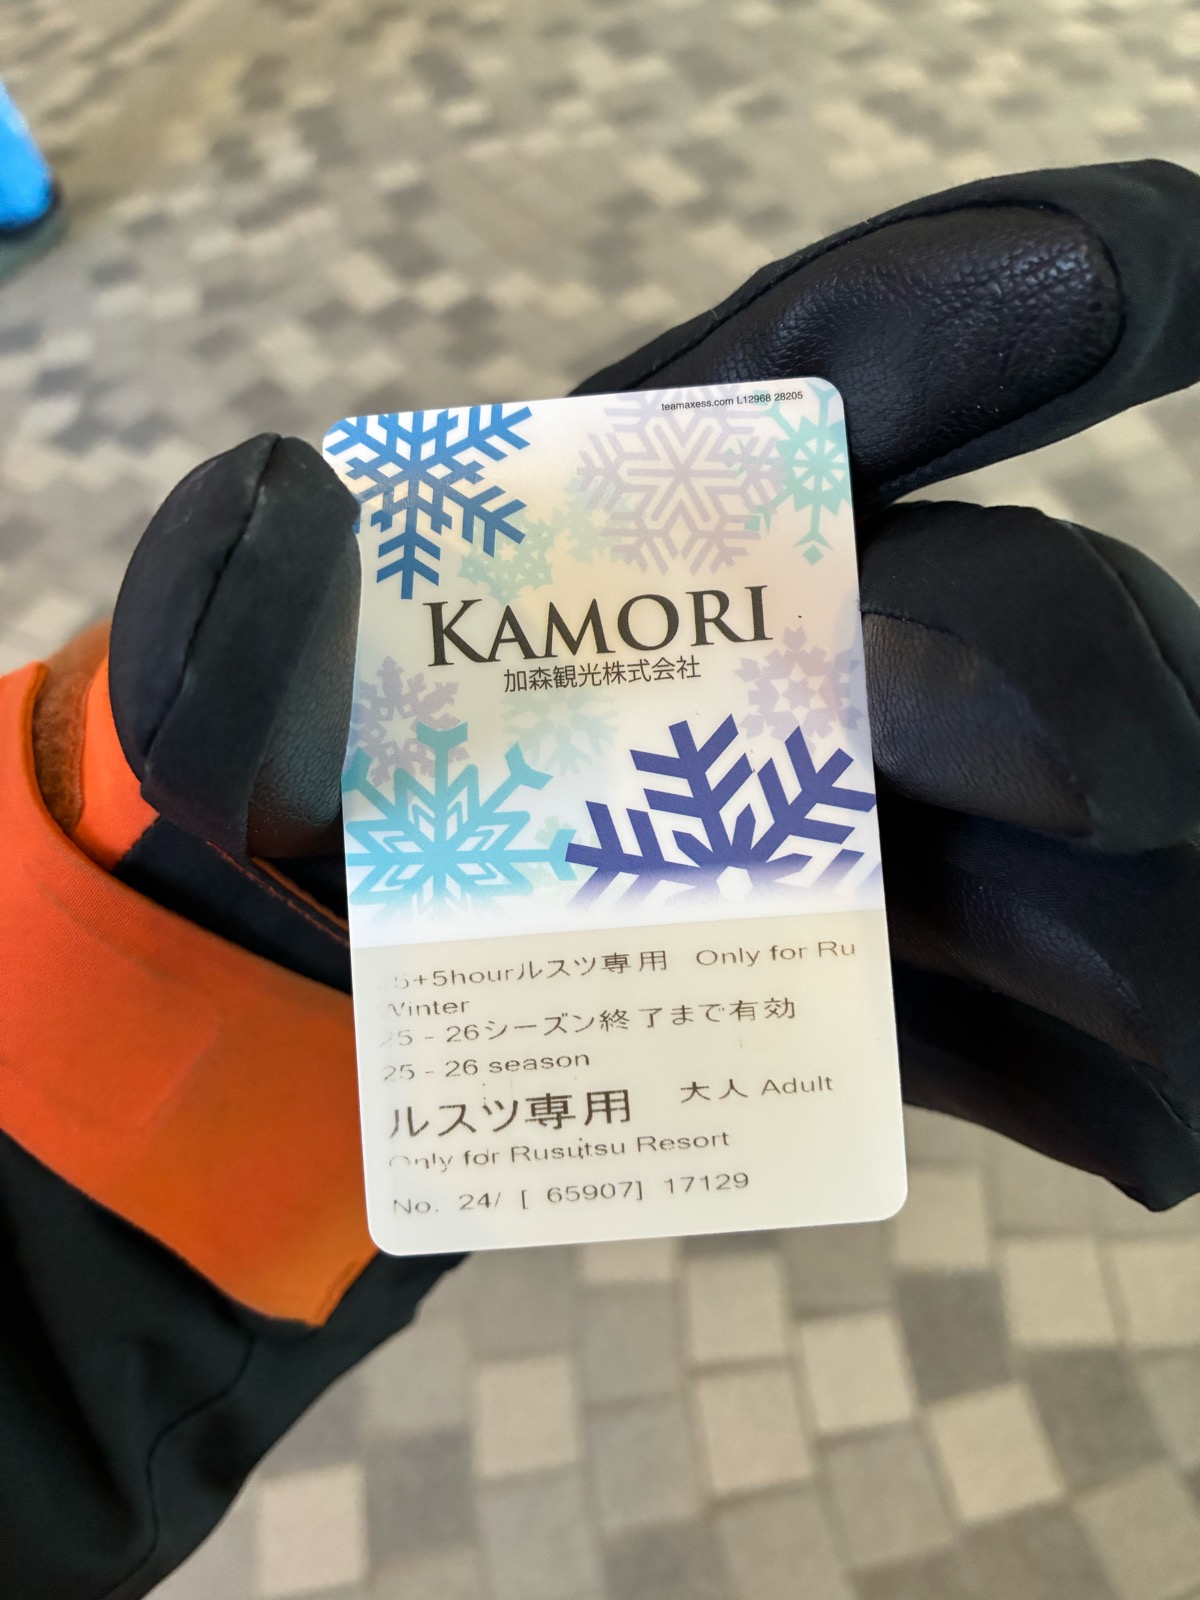 teamaxess.com L12968 28205
KAMORI
加森観光株式会社
5+5hourルスツ専用 Only for Ru
Winter
25 - 26シーズン終了まで有効
25 - 26 season
ルスツ専用 大人 Adult
Only for Rusutsu Resort
No. 24/ [ 65907] 17129